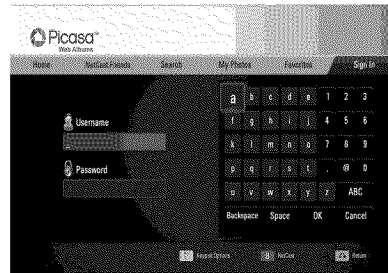 Picasa™
Web Albums
Home NetCast Friends Search My Photos Favorites Sign In
Username
Password
a b c d e 1 2 3
f g h i j 4 5 6
k l m n o 7 8 9
p q r s t . @ 0
u v w x y z ABC
Backspace Space OK Cancel
Keypad Options NetCast Return